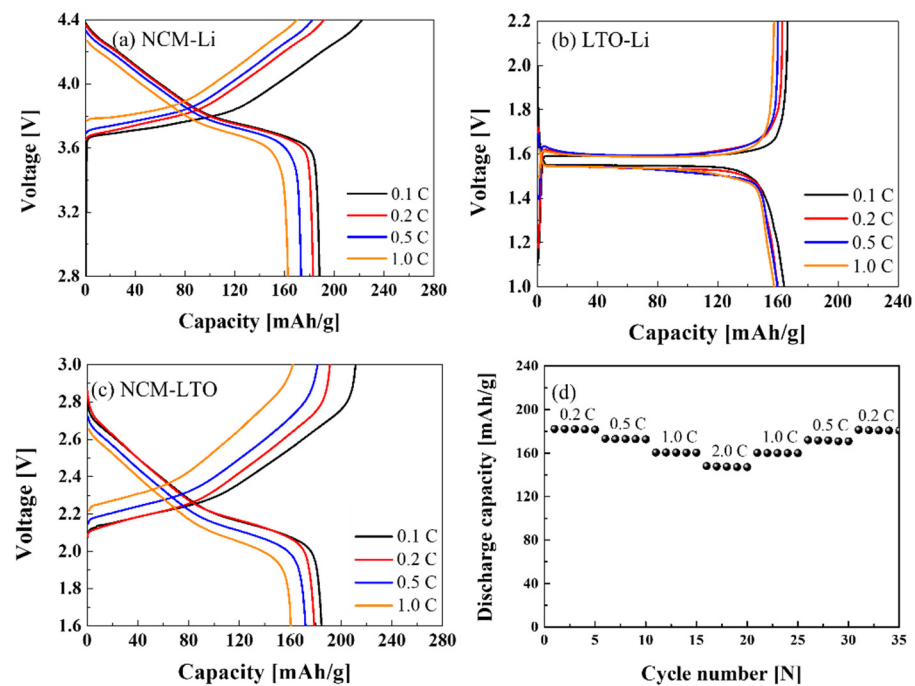 (a) NCM-Li
Voltage [V]
4.4
4.0
3.6
3.2
2.8
0 40 80 120 160 200 240 280
Capacity [mAh/g]
0.1 C
0.2 C
0.5 C
1.0 C
(b) LTO-Li
Voltage [V]
2.2
2.0
1.8
1.6
1.4
1.2
1.0
0 40 80 120 160 200 240
Capacity [mAh/g]
0.1 C
0.2 C
0.5 C
1.0 C
(c) NCM-LTO
Voltage [V]
3.0
2.8
2.6
2.4
2.2
2.0
1.8
1.6
0 40 80 120 160 200 240 280
Capacity [mAh/g]
0.1 C
0.2 C
0.5 C
1.0 C
(d)
Discharge capacity [mAh/g]
240
200
160
120
80
40
0
0.2 C 0.5 C 1.0 C 2.0 C 1.0 C 0.5 C 0.2 C
0 5 10 15 20 25 30 35
Cycle number [N]